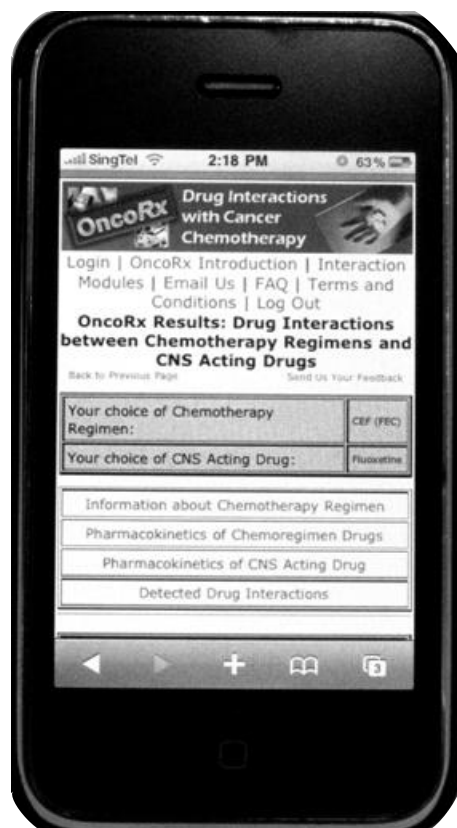 SingTel 2:18 PM 63%
OncoRx
Drug Interactions
with Cancer
Chemotherapy
Login | OncoRx Introduction | Interaction
Modules | Email Us | FAQ | Terms and
Conditions | Log Out
OncoRx Results: Drug Interactions
between Chemotherapy Regimens and
CNS Acting Drugs
Back to Previous Page Send Us Your Feedback
Your choice of Chemotherapy
Regimen: CEF (FEC)
Your choice of CNS Acting Drug: Fluoxetine
Information about Chemotherapy Regimen
Pharmacokinetics of Chemoregimen Drugs
Pharmacokinetics of CNS Acting Drug
Detected Drug Interactions
3